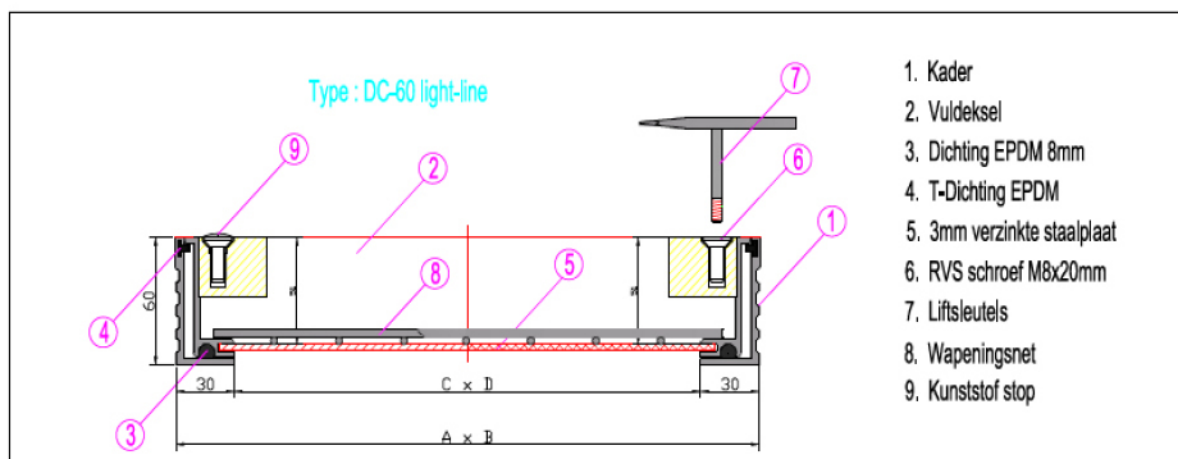 Type : DC-60 light-line
7
9
2
6
1
8
5
4
3
60
30
C x D
30
A x B
1. Kader
2. Vuldeksel
3. Dichting EPDM 8mm
4. T-Dichting EPDM
5. 3mm verzinkte staalplaat
6. RVS schroef M8x20mm
7. Liftsleutels
8. Wapeningsnet
9. Kunststof stop